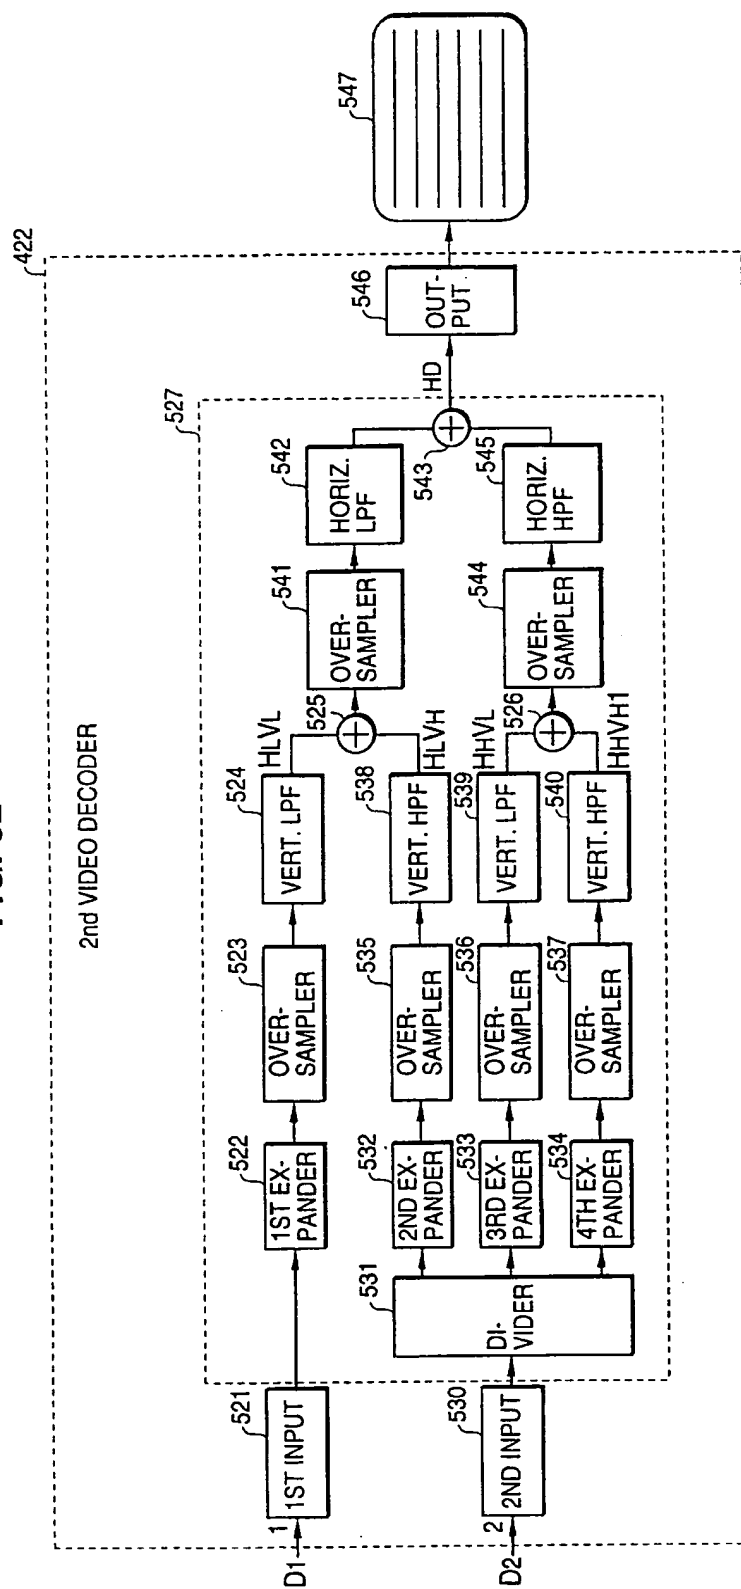 2nd VIDEO DECODER
422
527
D1
1
521
1ST INPUT
522
1ST EX-
PANDER
523
OVER-
SAMPLER
524
VERT. LPF
HLVL
525
541
OVER-
SAMPLER
542
HORIZ.
LPF
D2
2
530
2ND INPUT
531
DI-
VIDER
532
2ND EX-
PANDER
535
OVER-
SAMPLER
538
VERT. HPF
HLVH
533
3RD EX-
PANDER
536
OVER-
SAMPLER
539
VERT. LPF
HHVL
526
544
OVER-
SAMPLER
545
HORIZ.
HPF
534
4TH EX-
PANDER
537
OVER-
SAMPLER
540
VERT. HPF
HHVH1
543
HD
546
OUT-
PUT
547